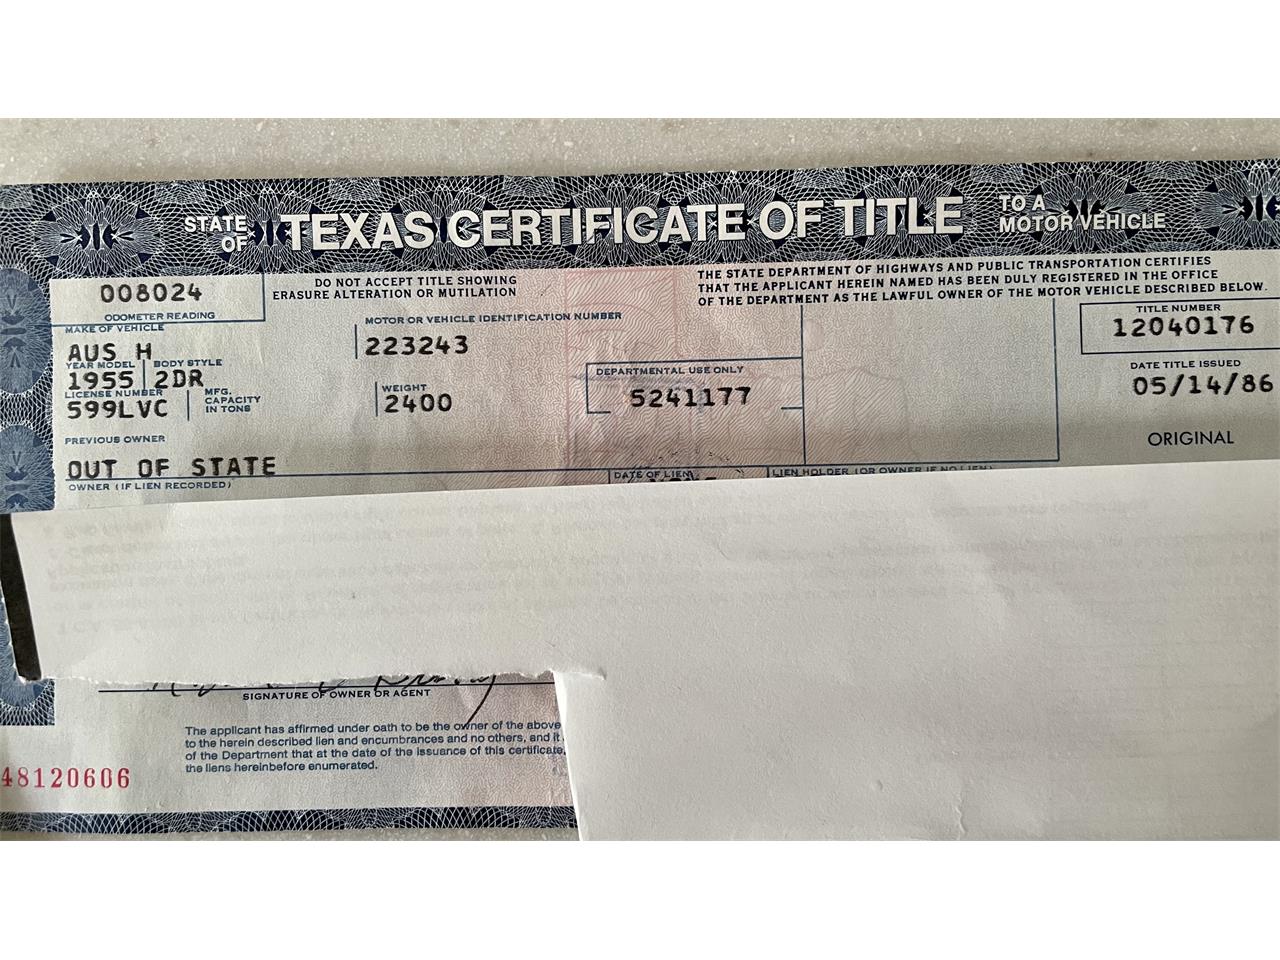 STATE OF TEXAS CERTIFICATE OF TITLE TO A MOTOR VEHICLE
008024
ODOMETER READING
DO NOT ACCEPT TITLE SHOWING
ERASURE ALTERATION OR MUTILATION
THE STATE DEPARTMENT OF HIGHWAYS AND PUBLIC TRANSPORTATION CERTIFIES
THAT THE APPLICANT HEREIN NAMED HAS BEEN DULY REGISTERED IN THE OFFICE
OF THE DEPARTMENT AS THE LAWFUL OWNER OF THE MOTOR VEHICLE DESCRIBED BELOW.
MAKE OF VEHICLE
AUS H
MOTOR OR VEHICLE IDENTIFICATION NUMBER
223243
TITLE NUMBER
12040176
YEAR MODEL BODY STYLE
1955 2DR
DEPARTMENTAL USE ONLY
5241177
DATE TITLE ISSUED
05/14/86
LICENSE NUMBER
599LVC
MFG.
CAPACITY
IN TONS
WEIGHT
2400
ORIGINAL
PREVIOUS OWNER
OUT OF STATE
OWNER (IF LIEN RECORDED)
DATE OF LIEN
LIEN HOLDER (OR OWNER IF NO LIEN)
SIGNATURE OF OWNER OR AGENT
The applicant has affirmed under oath to be the owner of the above
to the herein described lien and encumbrances and no others, and it
of the Department that at the date of the issuance of this certificate,
the liens hereinbefore enumerated.
48120606